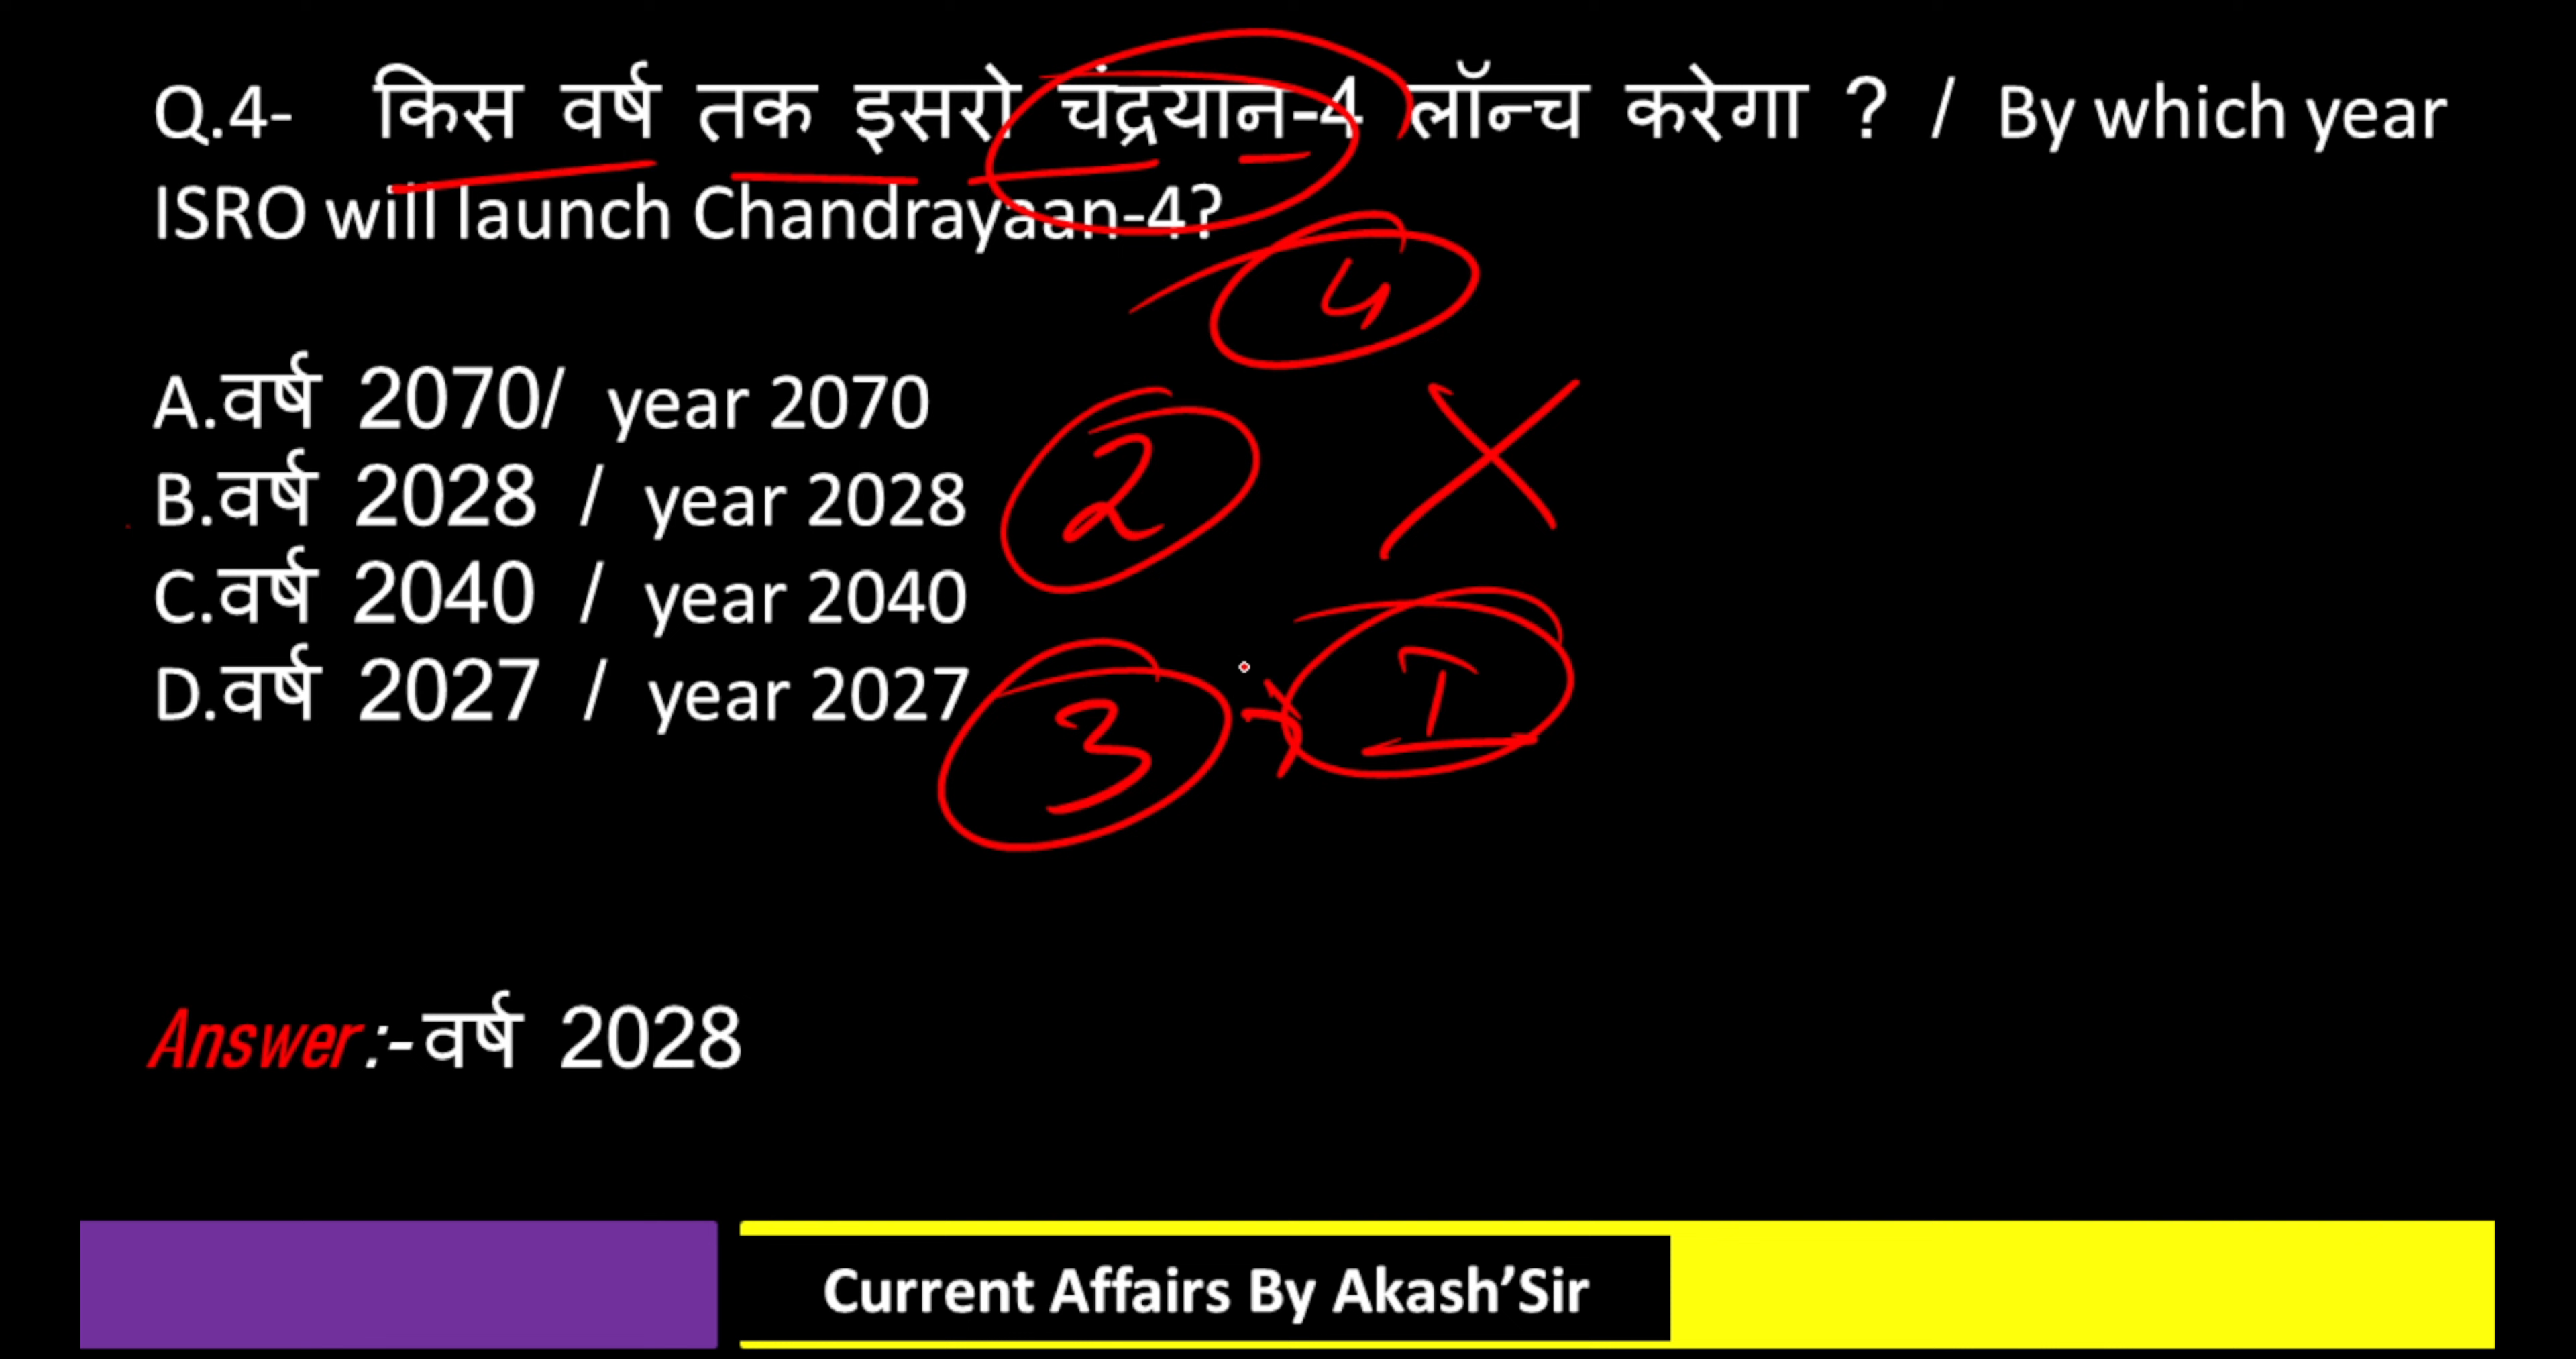 Q.4- किस वर्ष तक इसरो चंद्रयान-4 लॉन्च करेगा ? / By which year
ISRO will launch Chandrayaan-4?
4
A.वर्ष 2070/ year 2070
B.वर्ष 2028 / year 2028
2
C.वर्ष 2040 / year 2040
D.वर्ष 2027 / year 2027
3 → I
Answer:-वर्ष 2028
Current Affairs By Akash’Sir